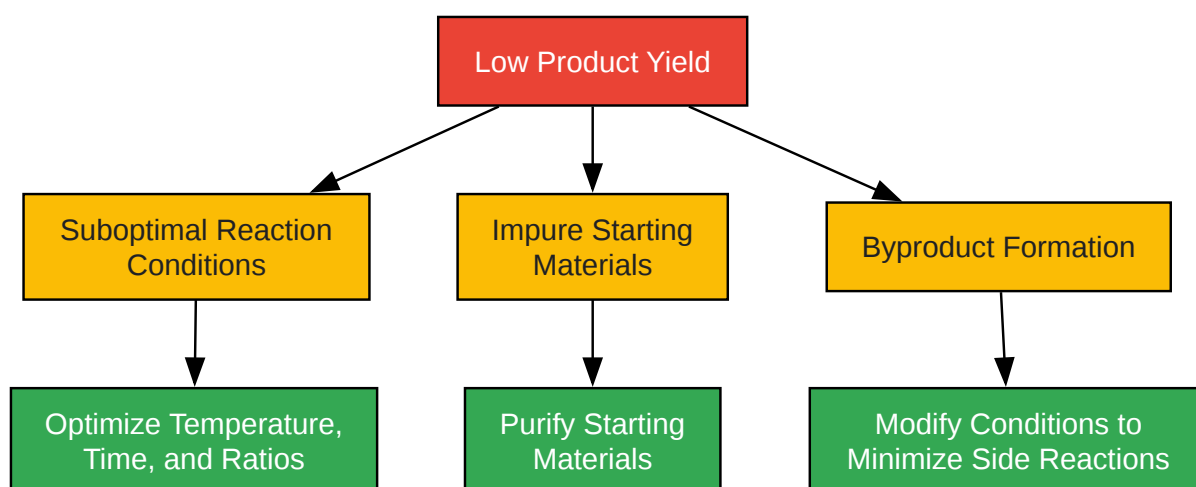 Low Product Yield
Suboptimal Reaction
Conditions
Impure Starting
Materials
Byproduct Formation
Optimize Temperature,
Time, and Ratios
Purify Starting
Materials
Modify Conditions to
Minimize Side Reactions